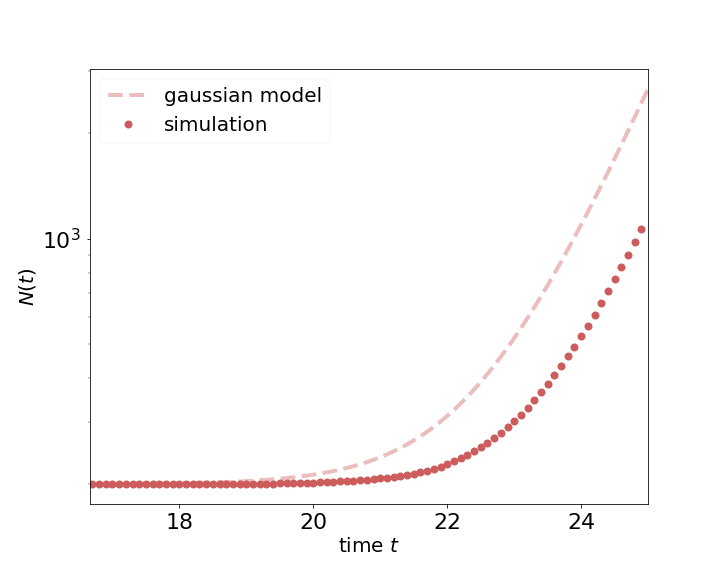 gaussian model
simulation
10³
N(t)
18 20 22 24
time t